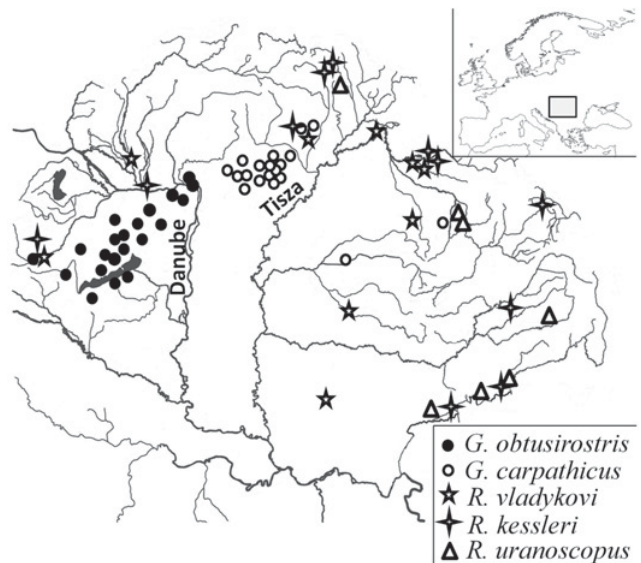 Danube
Tisza
G. obtusirostris
G. carpathicus
R. vladykovi
R. kessleri
R. uranoscopus